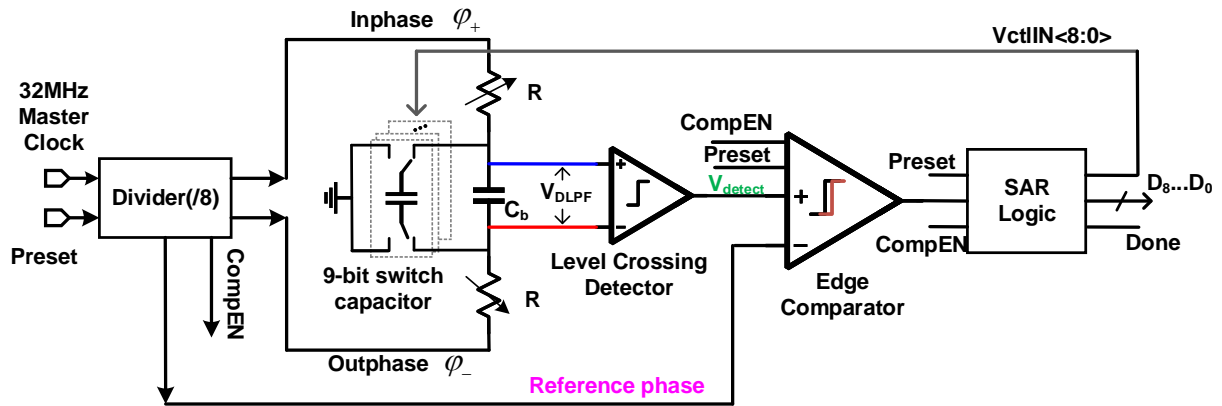 Inphase φ+
VctlIN<8:0>
32MHz
Master
Clock
R
CompEN
Preset
Preset
Divider(/8)
VDLPF
Vdetect
SAR
Logic
D8...D0
Cb
+
−
+
−
Preset
CompEN
Done
CompEN
9-bit switch
capacitor
Level Crossing
Detector
R
Edge
Comparator
Outphase φ−
Reference phase